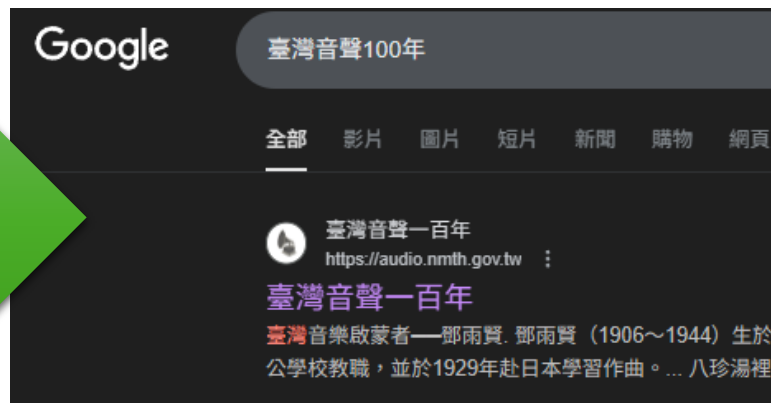 Google
臺灣音聲100年
全部 影片 圖片 短片 新聞 購物 網頁
臺灣音聲一百年
https://audio.nmth.gov.tw
臺灣音聲一百年
臺灣音樂啟蒙者──鄧雨賢. 鄧雨賢（1906～1944）生於
公學校教職，並於1929年赴日本學習作曲。... 八珍湯裡